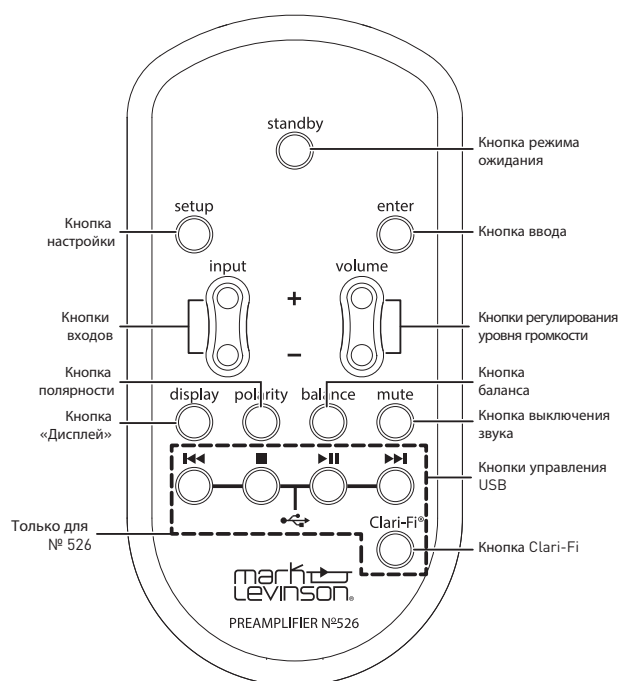 standby
Кнопка режима
ожидания
setup
enter
Кнопка
настройки
Кнопка ввода
input
volume
+
–
Кнопки
входов
Кнопки регулирования
уровня громкости
Кнопка
полярности
Кнопка
баланса
display
polarity
balance
mute
Кнопка
«Дисплей»
Кнопка выключения
звука
Кнопки управления
USB
Только для
№ 526
Clari-Fi®
Кнопка Clari-Fi
mark
Levinson®
PREAMPLIFIER Nº526